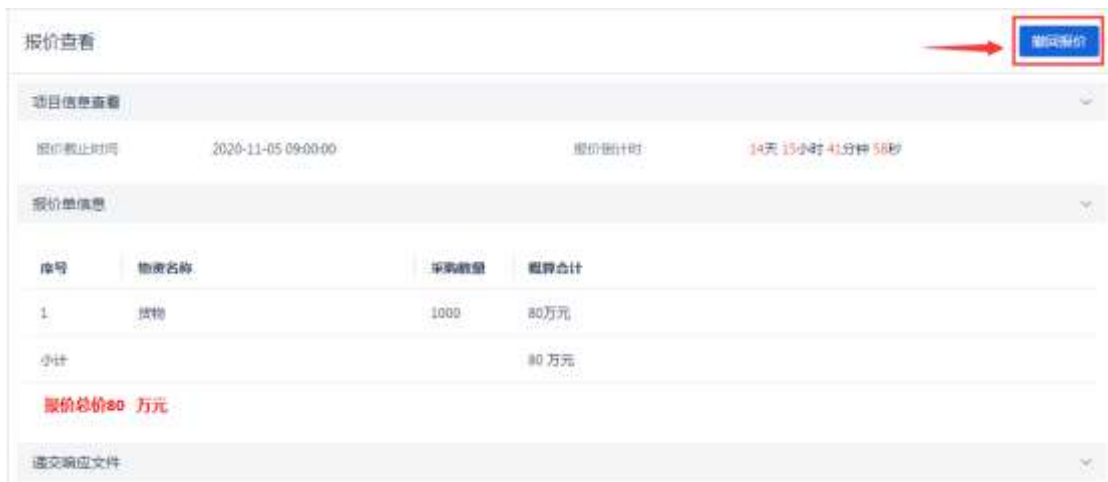 报价查看 撤回报价
项目信息查看
报价截止时间 2020-11-05 09:00:00 报价倒计时 14天 15小时 41分钟 58秒
报价单信息
序号 物资名称 采购数量 概算合计
1 货物 1000 80万元
小计 80 万元
报价总价80 万元
递交响应文件